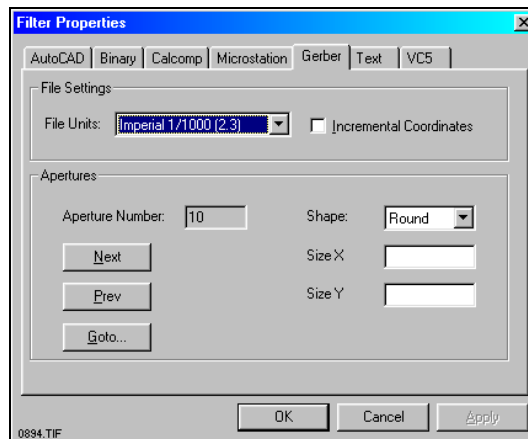 Filter Properties
AutoCAD Binary Calcomp Microstation Gerber Text VC5
File Settings
File Units: Imperial 1/1000 (2.3) Incremental Coordinates
Apertures
Aperture Number: 10 Shape: Round
Next Size X
Prev Size Y
Goto...
OK Cancel Apply
0894.TIF